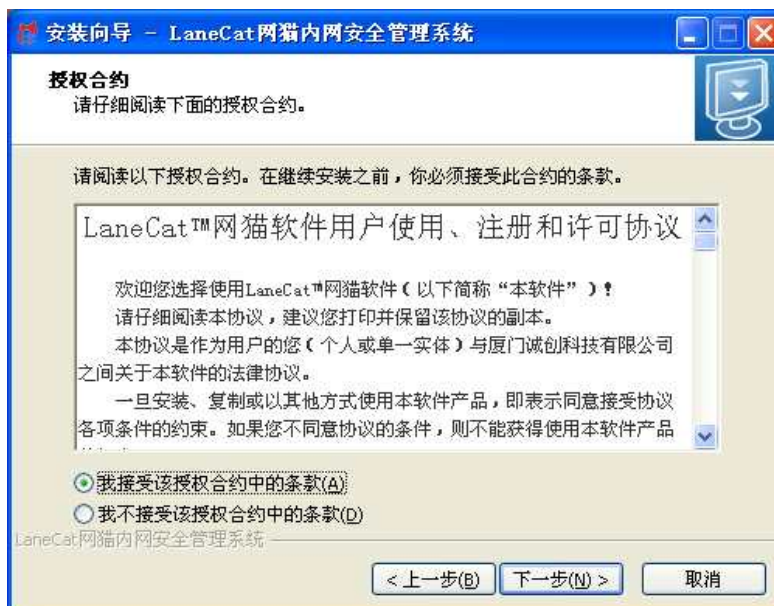 安装向导 - LaneCat网猫内网安全管理系统
授权合约
请仔细阅读下面的授权合约。
请阅读以下授权合约。在继续安装之前，你必须接受此合约的条款。
LaneCat™网猫软件用户使用、注册和许可协议
欢迎您选择使用LaneCat™网猫软件（以下简称“本软件”）！
请仔细阅读本协议，建议您打印并保留该协议的副本。
本协议是作为用户的您（个人或单一实体）与厦门诚创科技有限公司
之间关于本软件的法律协议。
一旦安装、复制或以其他方式使用本软件产品，即表示同意接受协议
各项条件的约束。如果您不同意协议的条件，则不能获得使用本软件产品
我接受该授权合约中的条款(A)
我不接受该授权合约中的条款(D)
LaneCat网猫内网安全管理系统
< 上一步(B) 下一步(N) > 取消